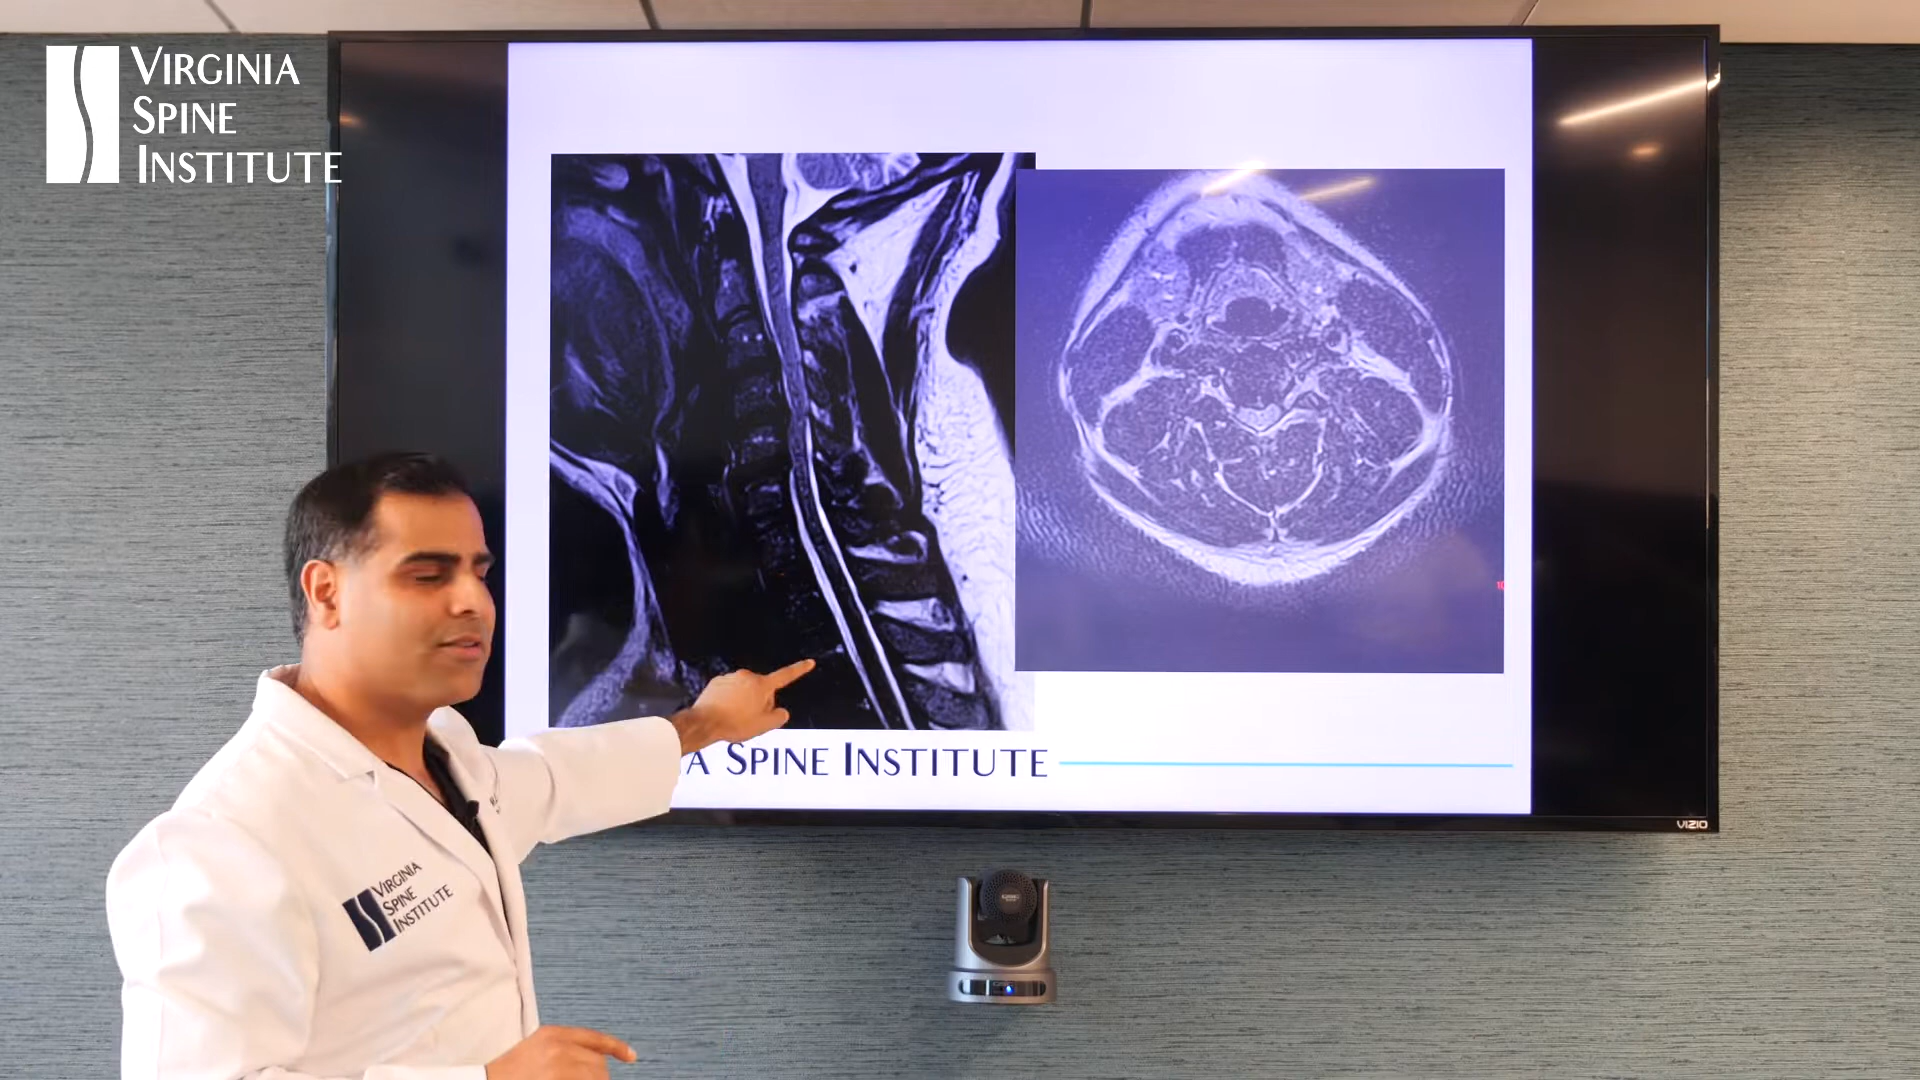 VIRGINIA
SPINE
INSTITUTE
A SPINE INSTITUTE
VIZIO
VIRGINIA
SPINE
INSTITUTE